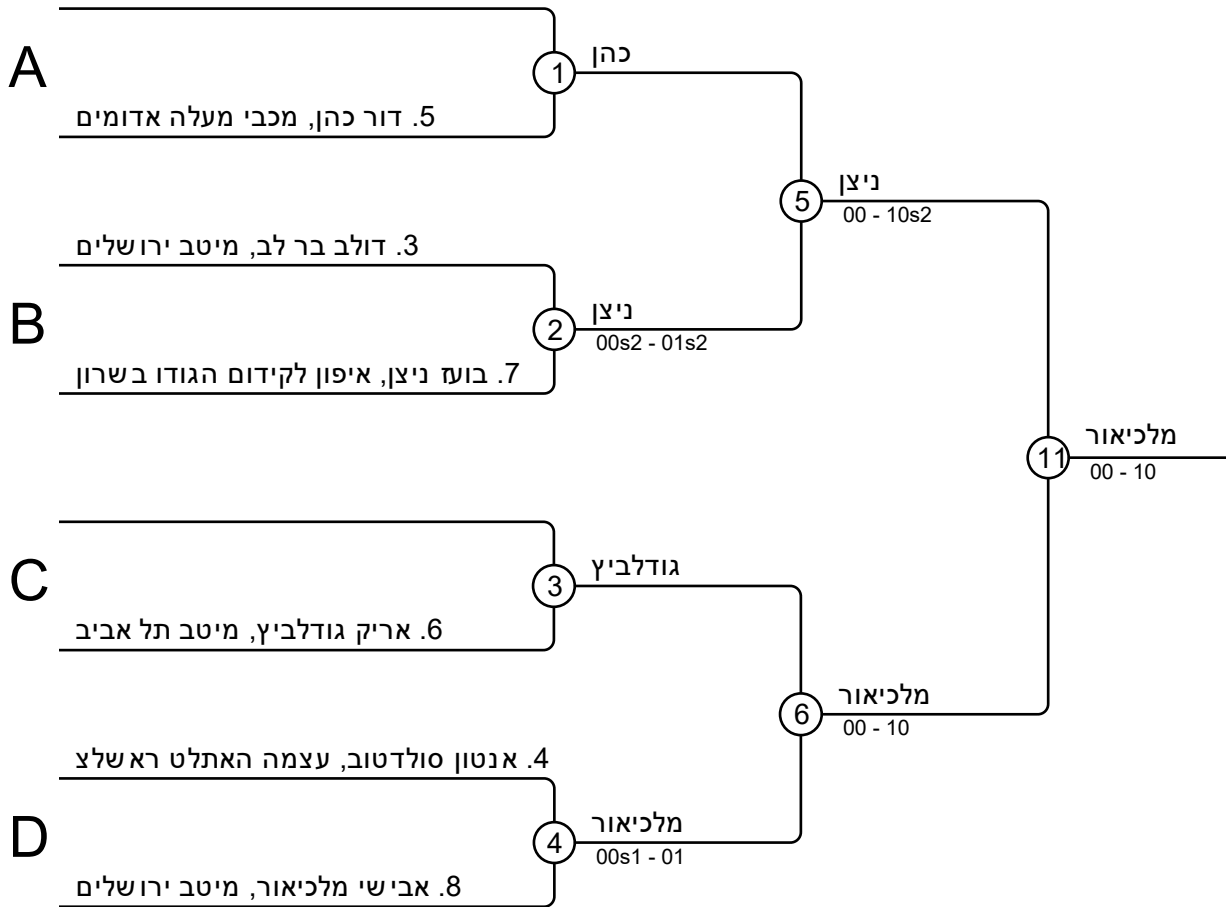 A
1
כהן
5. דור כהן, מכבי מעלה אדומים
5
ניצן
00 - 10s2
3. דולב בר לב, מיטב ירושלים
B
2
ניצן
00s2 - 01s2
7. בועז ניצן, איפון לקידום הגודו בשרון
11
מלכיאור
00 - 10
C
3
גודלביץ
6. אריק גודלביץ, מיטב תל אביב
6
מלכיאור
00 - 10
4. אנטון סולדטוב, עצמה האתלט ראשלצ
D
4
מלכיאור
00s1 - 01
8. אבישי מלכיאור, מיטב ירושלים